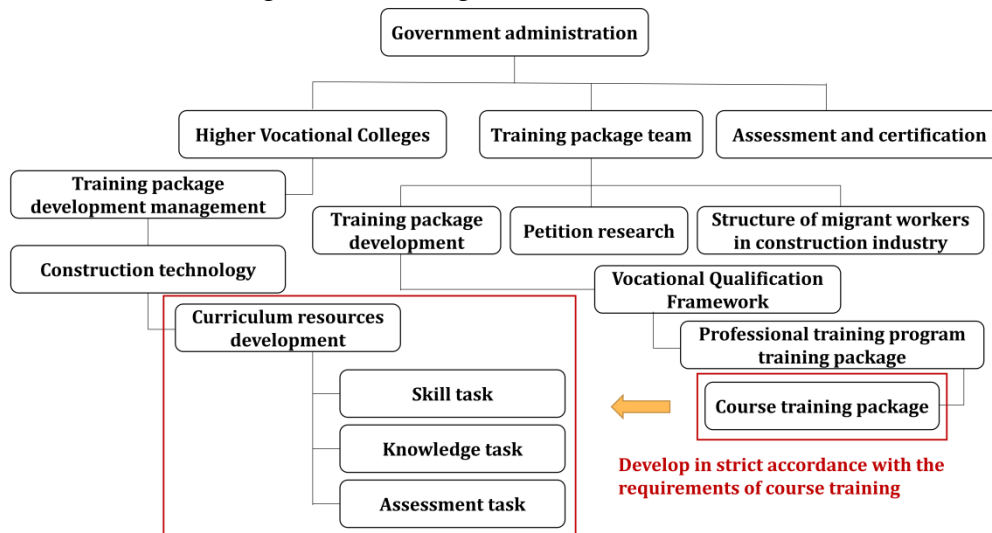 Government administration
Higher Vocational Colleges
Training package team
Assessment and certification
Training package
development management
Training package
development
Petition research
Structure of migrant workers
in construction industry
Construction technology
Vocational Qualification
Framework
Curriculum resources
development
Professional training program
training package
Skill task
Course training package
Knowledge task
Develop in strict accordance with the
requirements of course training
Assessment task